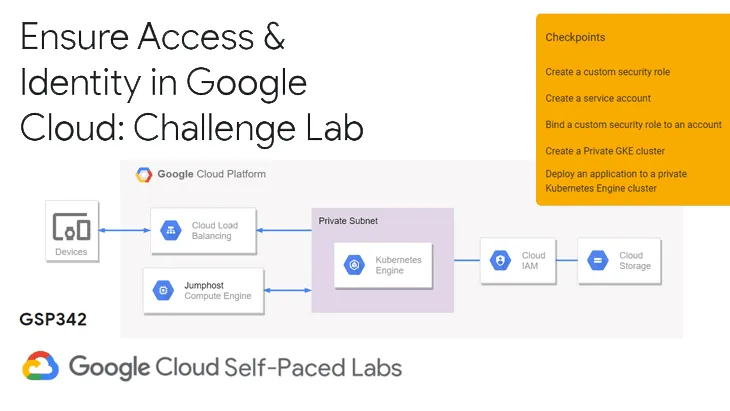 Ensure Access &
Identity in Google
Cloud: Challenge Lab
Checkpoints
Create a custom security role
Create a service account
Bind a custom security role to an account
Create a Private GKE cluster
Deploy an application to a private
Kubernetes Engine cluster
Google Cloud Platform
Devices
Cloud Load
Balancing
Private Subnet
Kubernetes
Engine
Cloud
IAM
Cloud
Storage
Jumphost
Compute Engine
GSP342
Google Cloud Self-Paced Labs